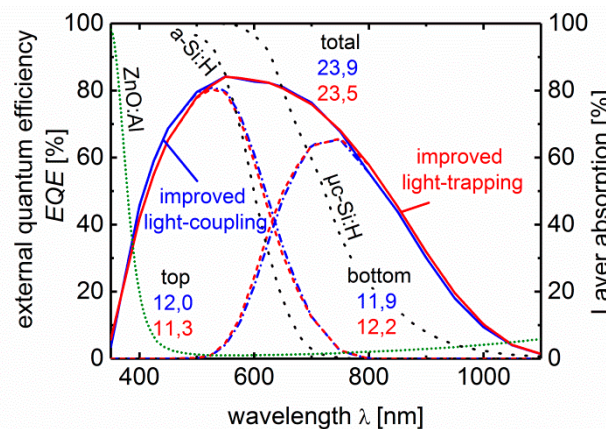 external quantum efficiency
EQE [%]
100
80
60
40
20
0
ZnO:Al
a-Si:H
total
23,9
23,5
improved
light-coupling
improved
light-trapping
µc-Si:H
top
12,0
11,3
bottom
11,9
12,2
100
80
60
40
20
0
Layer absorption [%]
400
600
800
1000
wavelength λ [nm]